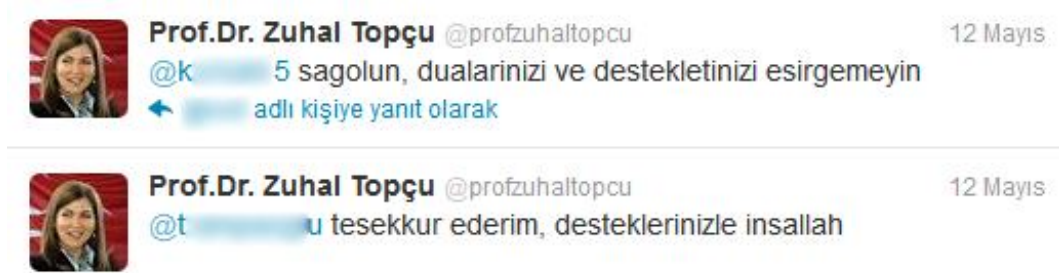 Prof.Dr. Zuhal Topçu @profzuhaltopcu 12 Mayıs
@k 5 sagolun, dualarinizi ve destekletinizi esirgemeyin
adlı kişiye yanıt olarak
Prof.Dr. Zuhal Topçu @profzuhaltopcu 12 Mayıs
@t u tesekkur ederim, desteklerinizle insallah